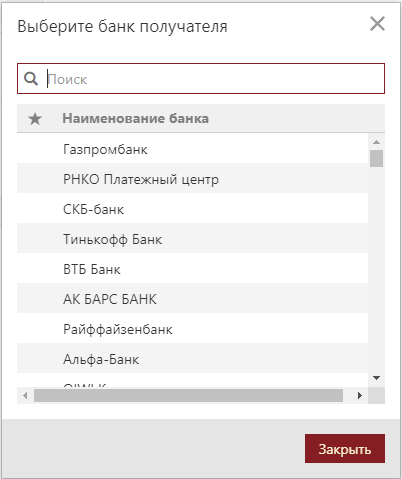 Выберите банк получателя
Поиск
Наименование банка
Газпромбанк
РНКО Платежный центр
СКБ-банк
Тинькофф Банк
ВТБ Банк
АК БАРС БАНК
Райффайзенбанк
Альфа-Банк
Закрыть